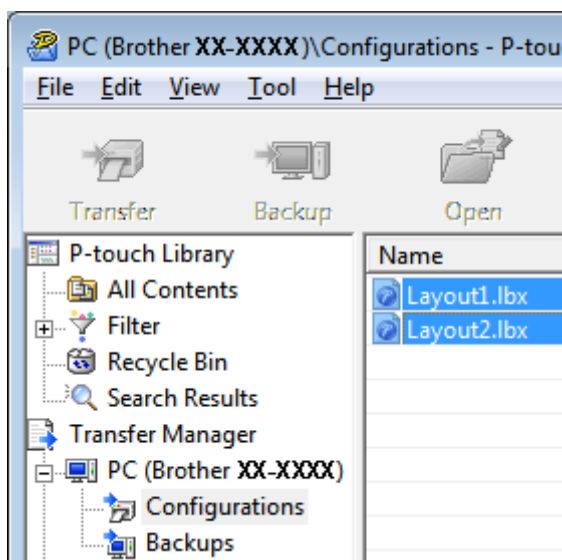 PC (Brother XX-XXXX)\Configurations - P-tou
File Edit View Tool Help
Transfer Backup Open
P-touch Library
All Contents
Filter
Recycle Bin
Search Results
Transfer Manager
PC (Brother XX-XXXX)
Configurations
Backups
Name
Layout1.lbx
Layout2.lbx